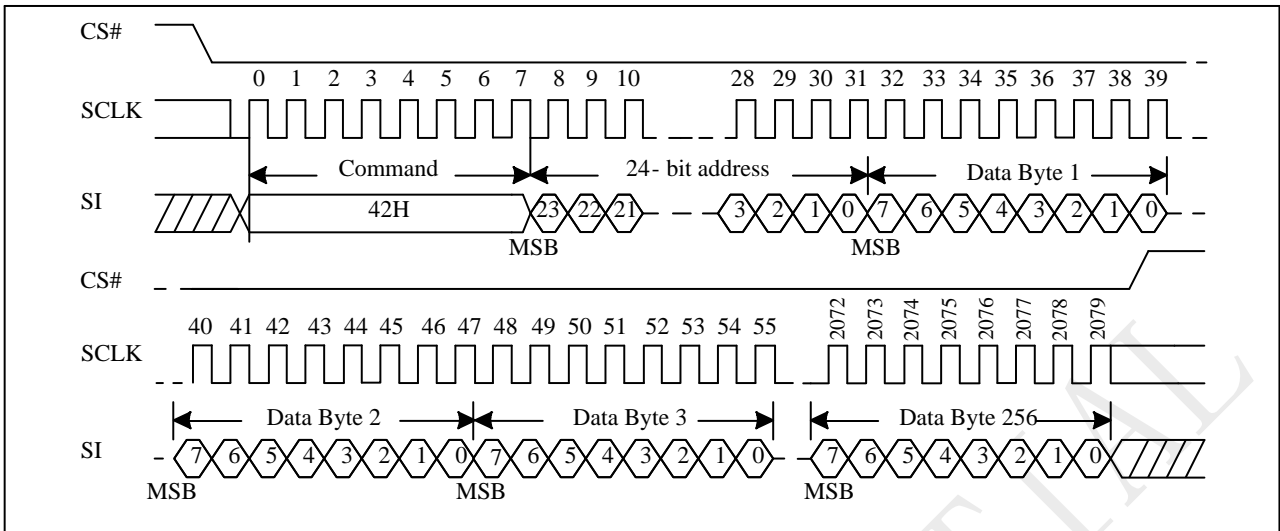 CS#
0 1 2 3 4 5 6 7 8 9 10 28 29 30 31 32 33 34 35 36 37 38 39
SCLK
Command 24- bit address Data Byte 1
SI 42H 23 22 21 3 2 1 0 7 6 5 4 3 2 1 0
MSB MSB
CS#
40 41 42 43 44 45 46 47 48 49 50 51 52 53 54 55 2072 2073 2074 2075 2076 2077 2078 2079
SCLK
Data Byte 2 Data Byte 3 Data Byte 256
SI 7 6 5 4 3 2 1 0 7 6 5 4 3 2 1 0 7 6 5 4 3 2 1 0
MSB MSB MSB
TIAL